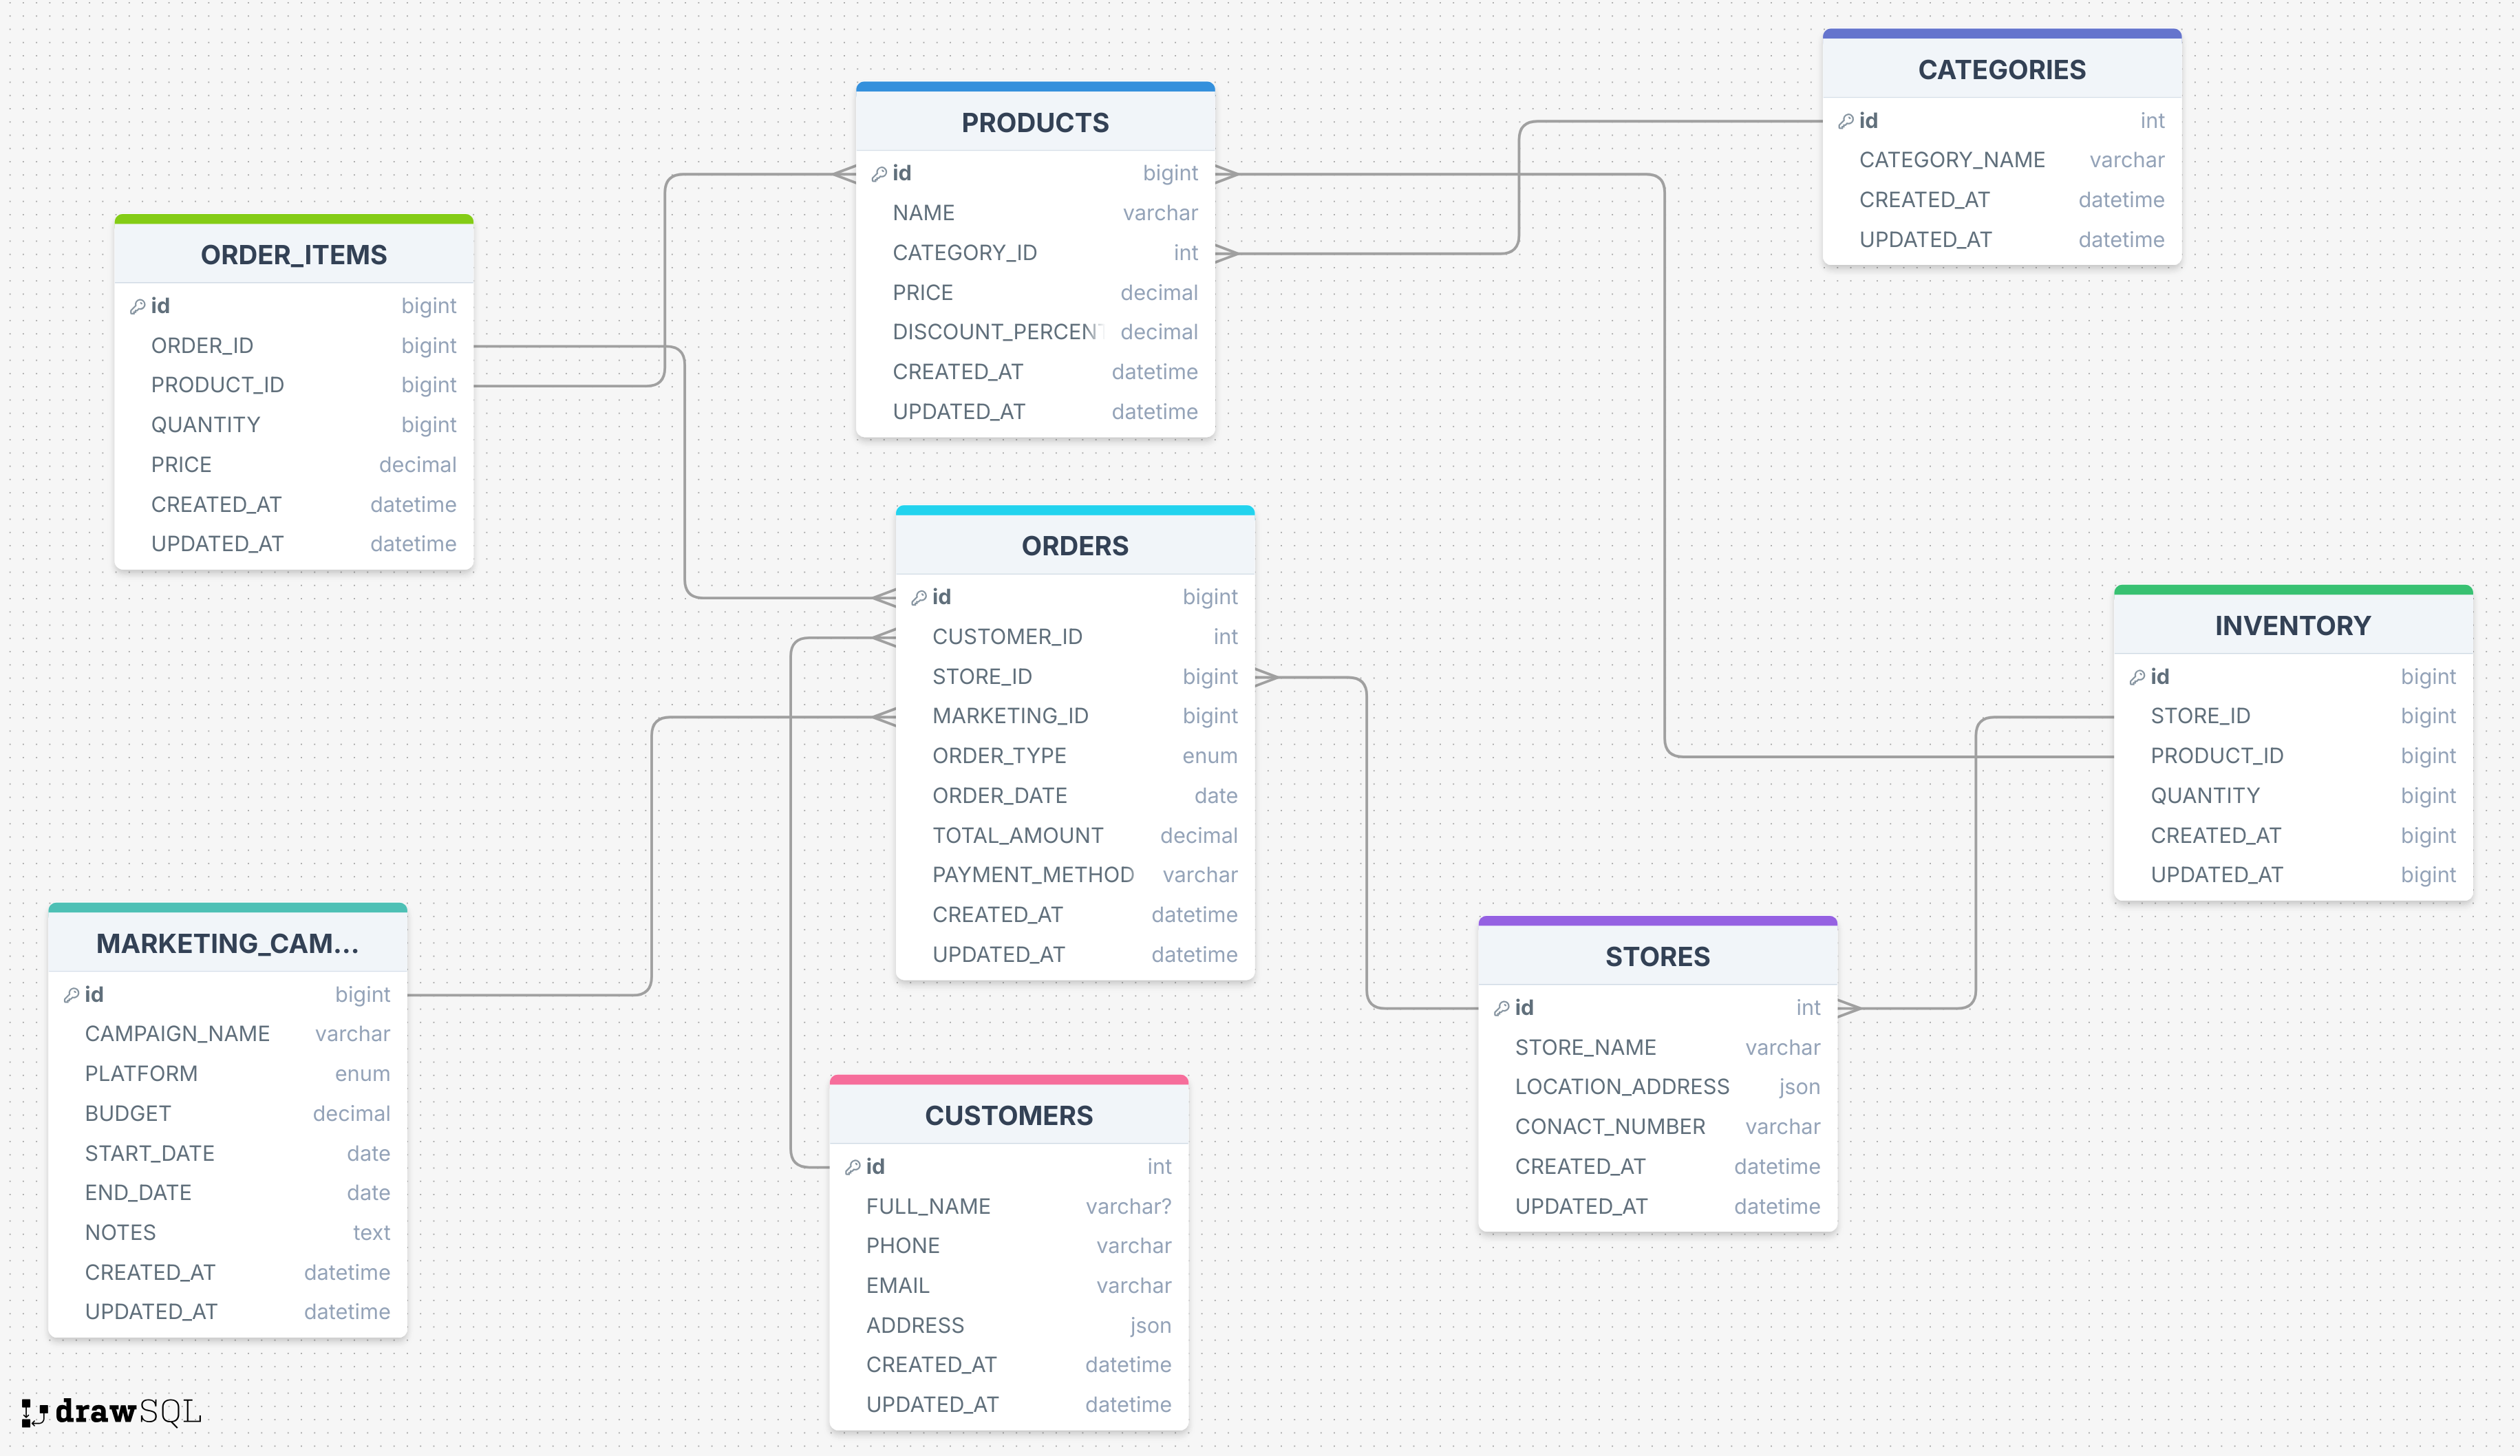 CATEGORIES
id int
CATEGORY_NAME varchar
CREATED_AT datetime
UPDATED_AT datetime
PRODUCTS
id bigint
NAME varchar
CATEGORY_ID int
PRICE decimal
DISCOUNT_PERCENT decimal
CREATED_AT datetime
UPDATED_AT datetime
ORDER_ITEMS
id bigint
ORDER_ID bigint
PRODUCT_ID bigint
QUANTITY bigint
PRICE decimal
CREATED_AT datetime
UPDATED_AT datetime
ORDERS
id bigint
CUSTOMER_ID int
STORE_ID bigint
MARKETING_ID bigint
ORDER_TYPE enum
ORDER_DATE date
TOTAL_AMOUNT decimal
PAYMENT_METHOD varchar
CREATED_AT datetime
UPDATED_AT datetime
INVENTORY
id bigint
STORE_ID bigint
PRODUCT_ID bigint
QUANTITY bigint
CREATED_AT bigint
UPDATED_AT bigint
MARKETING_CAM...
id bigint
CAMPAIGN_NAME varchar
PLATFORM enum
BUDGET decimal
START_DATE date
END_DATE date
NOTES text
CREATED_AT datetime
UPDATED_AT datetime
STORES
id int
STORE_NAME varchar
LOCATION_ADDRESS json
CONACT_NUMBER varchar
CREATED_AT datetime
UPDATED_AT datetime
CUSTOMERS
id int
FULL_NAME varchar?
PHONE varchar
EMAIL varchar
ADDRESS json
CREATED_AT datetime
UPDATED_AT datetime
drawSQL